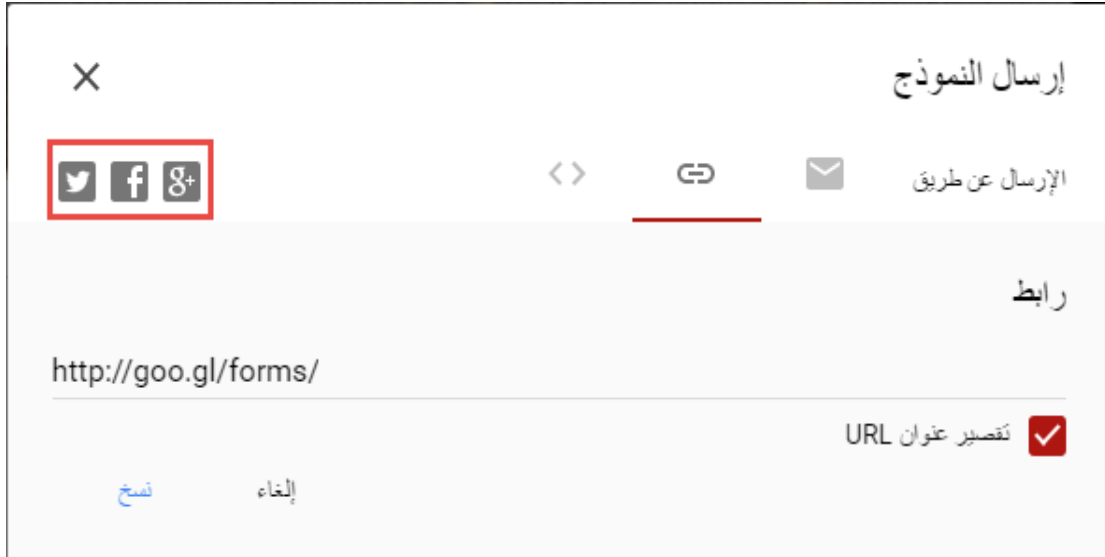 إرسال النموذج
الإرسال عن طريق
رابط
http://goo.gl/forms/
تقصير عنوان URL
إلغاء نسخ